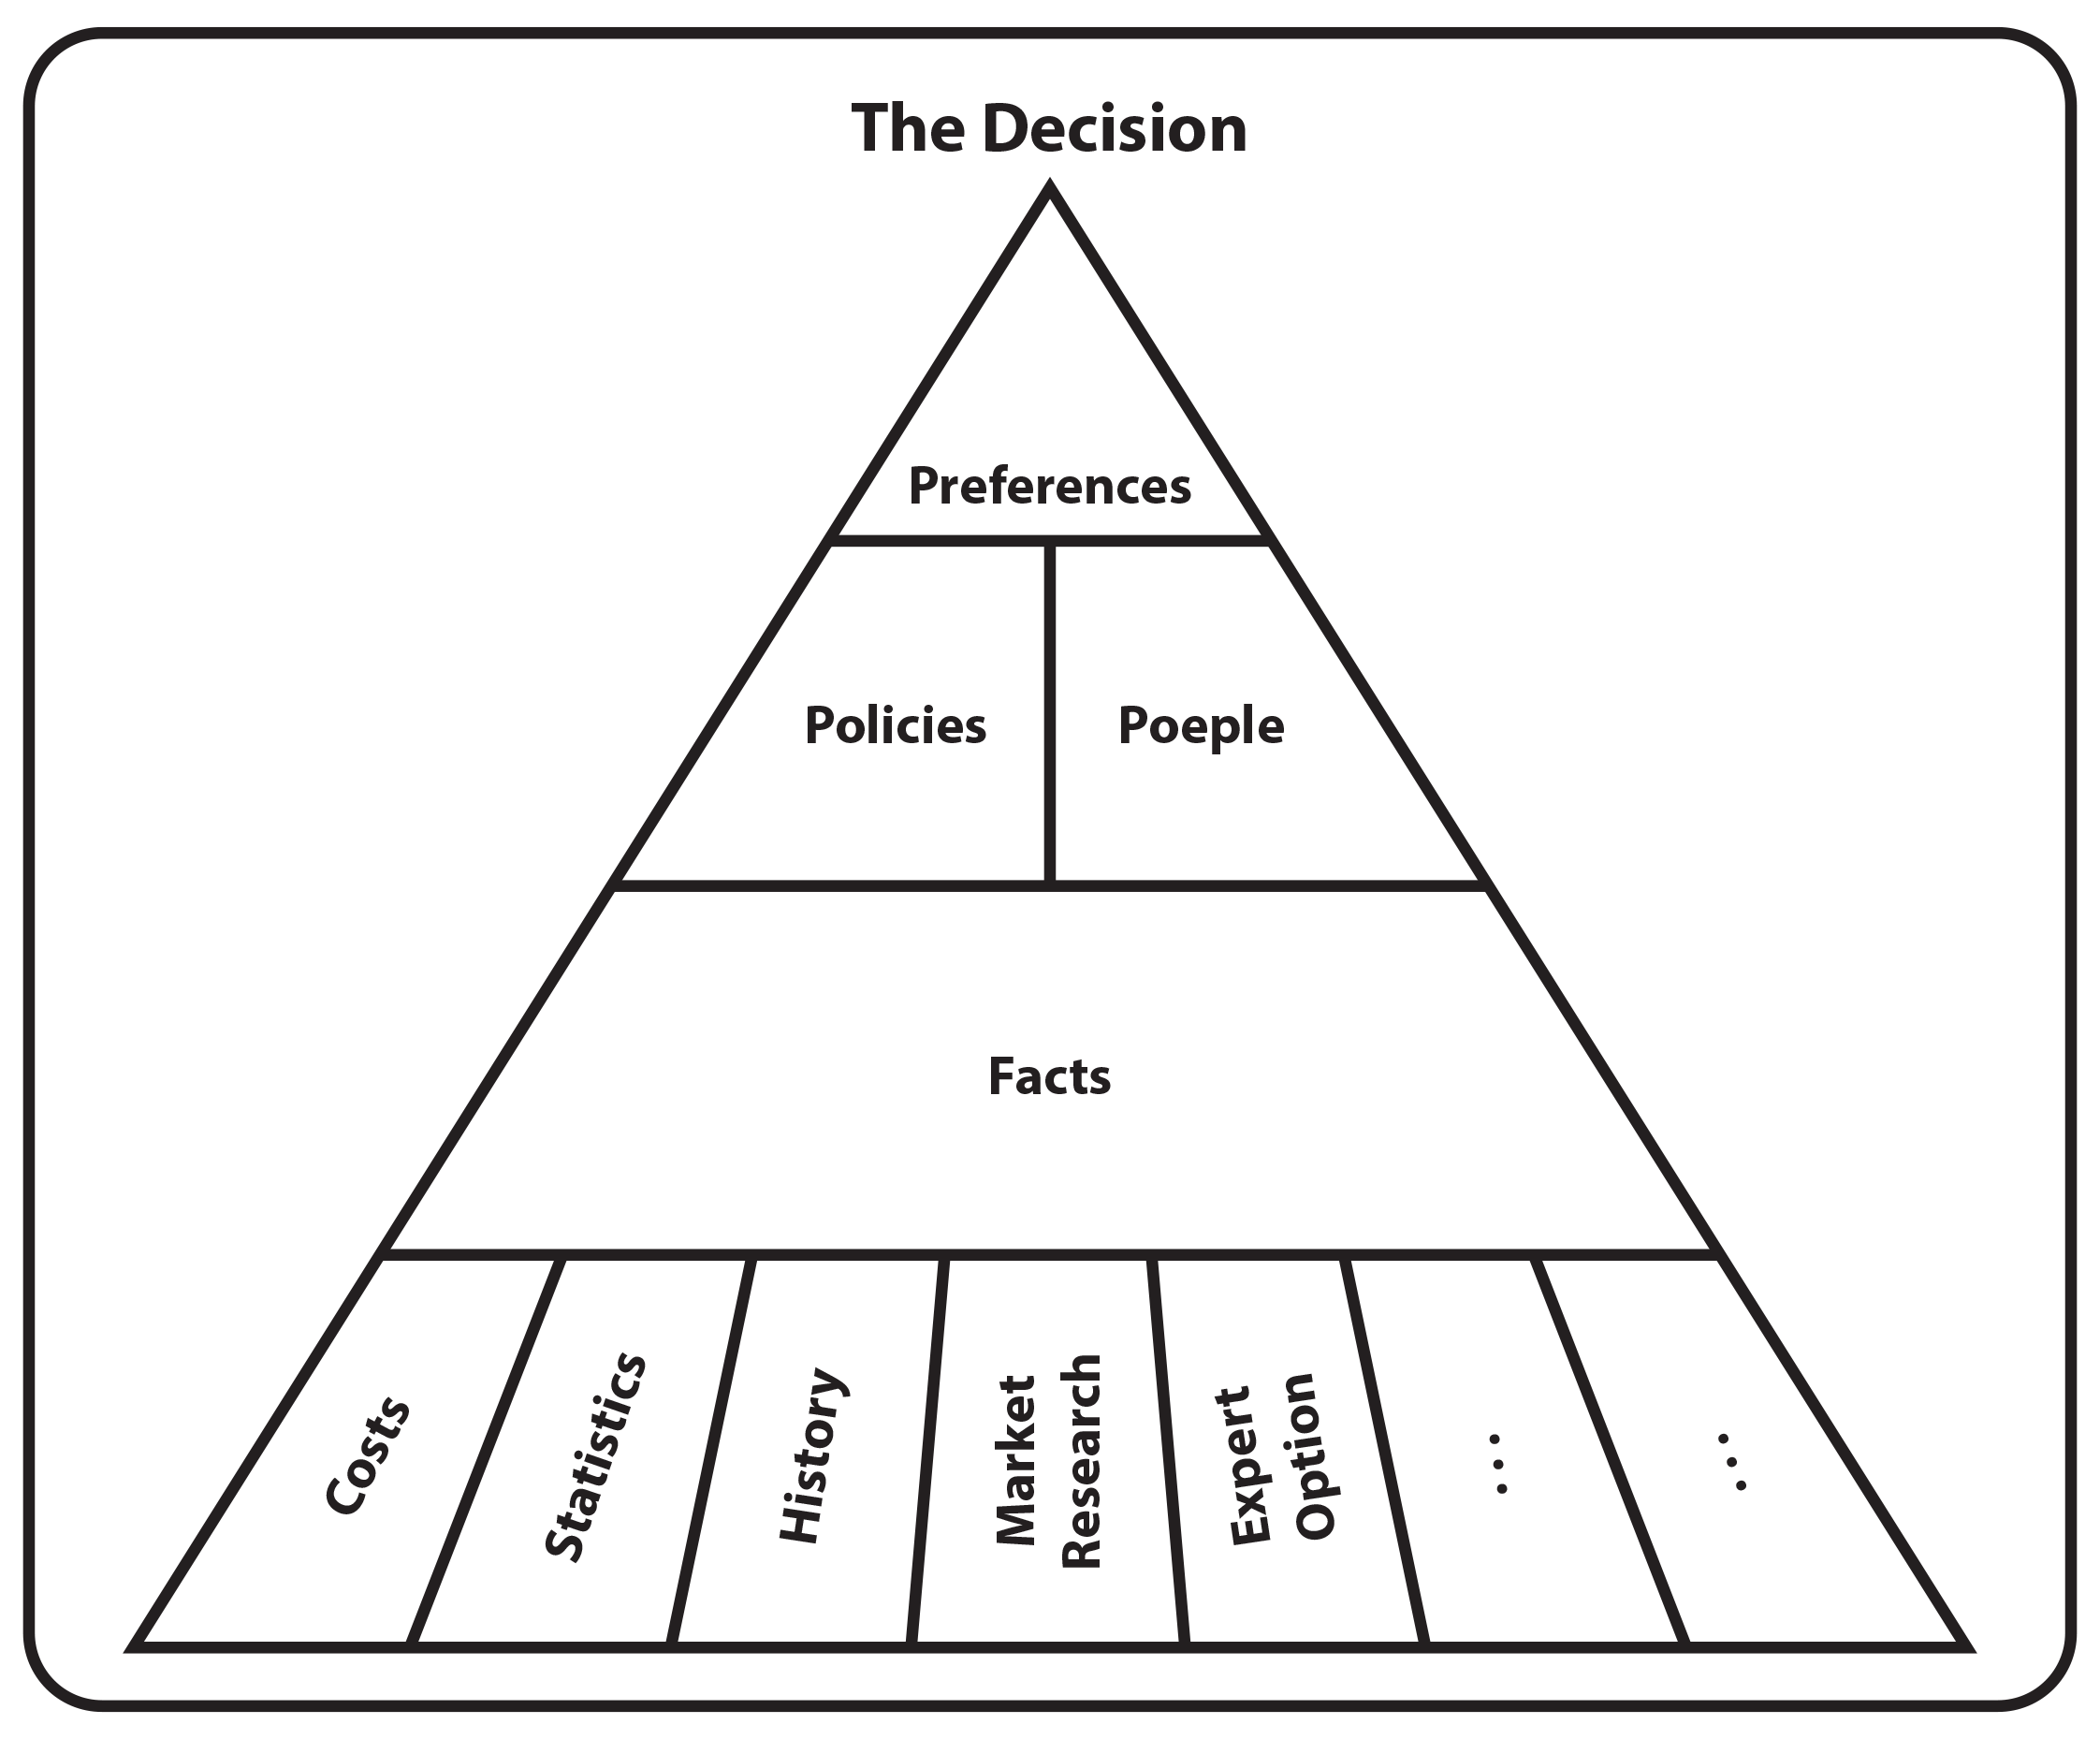 The Decision
Preferences
Policies
Poeple
Facts
Costs
Statistics
History
Market
Research
Expert
Option
...
...